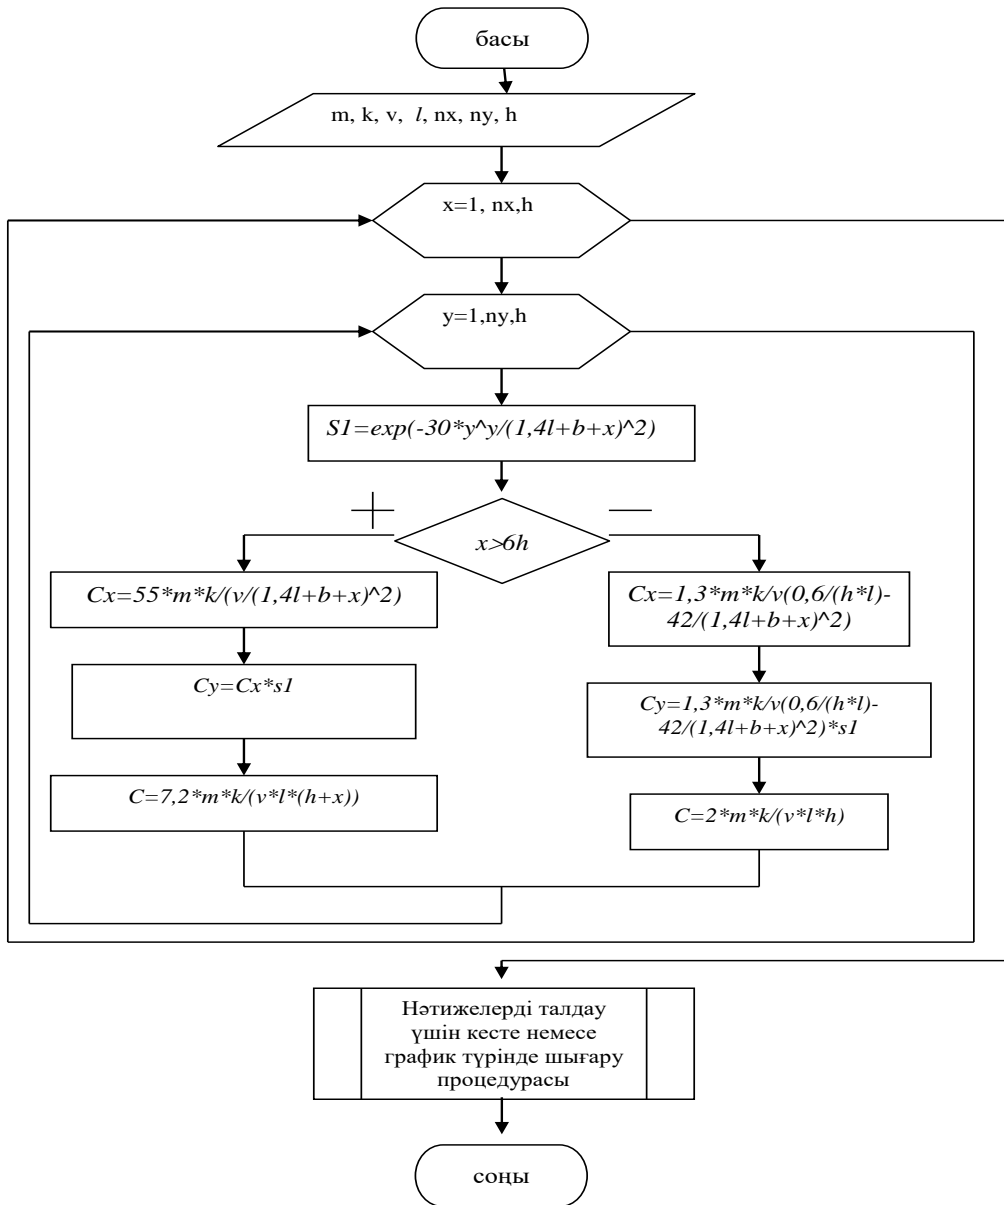 басы
m, k, v, l, nx, ny, h
x=1, nx,h
y=1,ny,h
S1=exp(-30*y^y/(1,4l+b+x)^2)
+
—
x>6h
Cx=55*m*k/(v/(1,4l+b+x)^2)
Cy=Cx*s1
C=7,2*m*k/(v*l*(h+x))
Cx=1,3*m*k/v(0,6/(h*l)-
42/(1,4l+b+x)^2)
Cy=1,3*m*k/v(0,6/(h*l)-
42/(1,4l+b+x)^2)*s1
C=2*m*k/(v*l*h)
Нәтижелерді талдау
үшін кесте немесе
график түрінде шығару
процедурасы
соңы